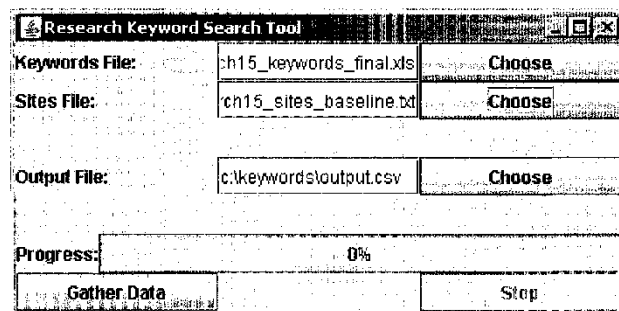 Research Keyword Search Tool
Keywords File: ch15_keywords_final.xls Choose
Sites File: rch15_sites_baseline.txt Choose
Output File: c:\keywords\output.csv Choose
Progress: 0%
Gather Data Stop